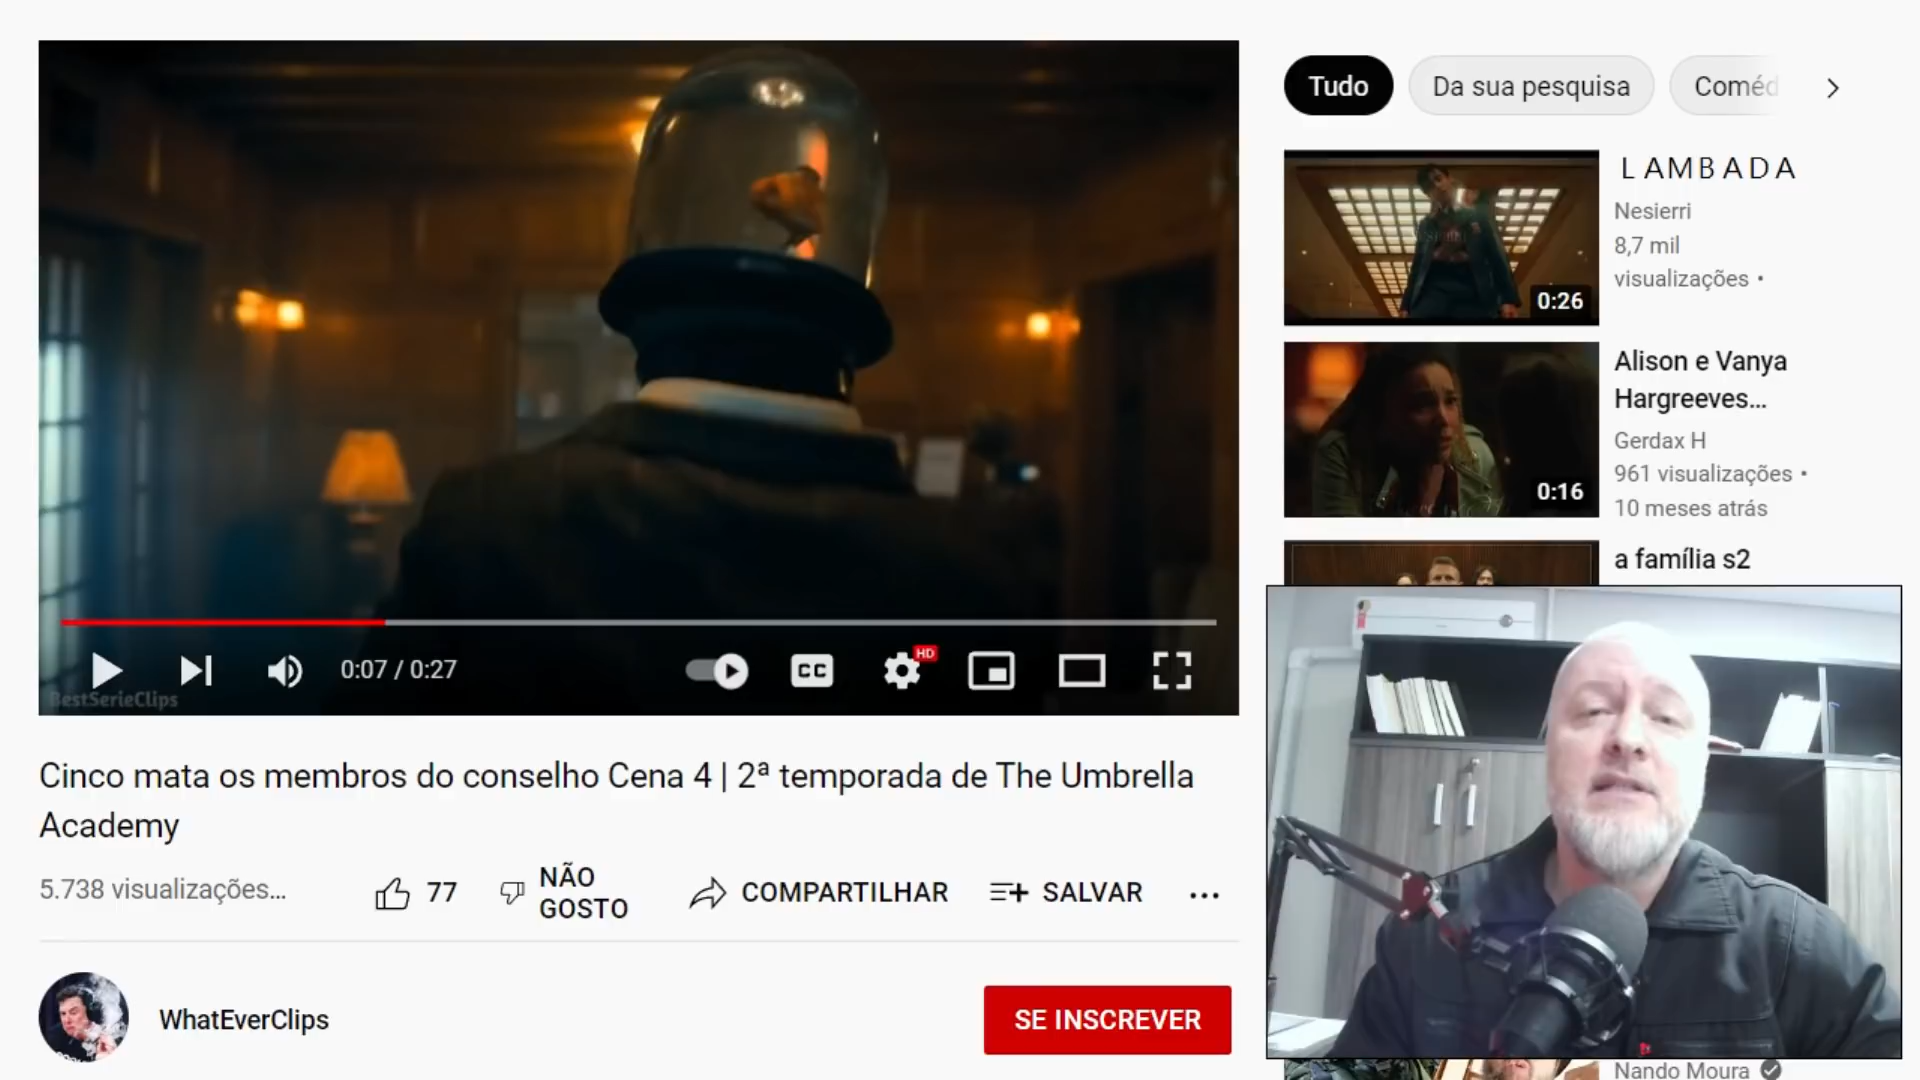 Tudo
Da sua pesquisa
Coméd
LAMBADA
Nesierri
8,7 mil
visualizações •
0:26
Alison e Vanya
Hargreeves...
Gerdax H
961 visualizações •
10 meses atrás
0:16
a família s2
HD
CC
0:07 / 0:27
BestSerieClips
Cinco mata os membros do conselho Cena 4 | 2ª temporada de The Umbrella
Academy
5.738 visualizações...
77
NÃO
GOSTO
COMPARTILHAR
SALVAR
WhatEverClips
SE INSCREVER
Nando Moura